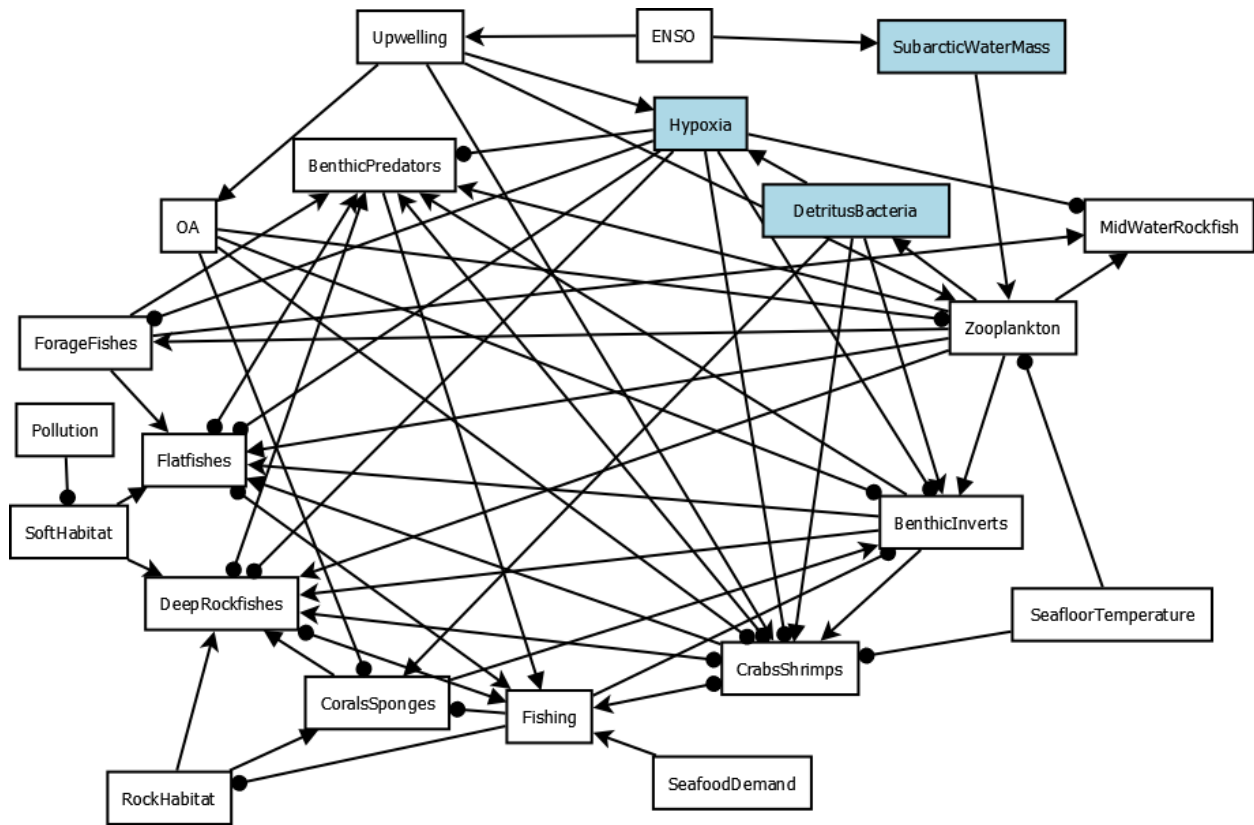 Upwelling
ENSO
SubarcticWaterMass
Hypoxia
BenthicPredators
DetritusBacteria
OA
MidWaterRockfish
ForageFishes
Zooplankton
Pollution
Flatfishes
SoftHabitat
BenthicInverts
DeepRockfishes
SeafloorTemperature
CrabsShrimps
CoralsSponges
Fishing
RockHabitat
SeafoodDemand